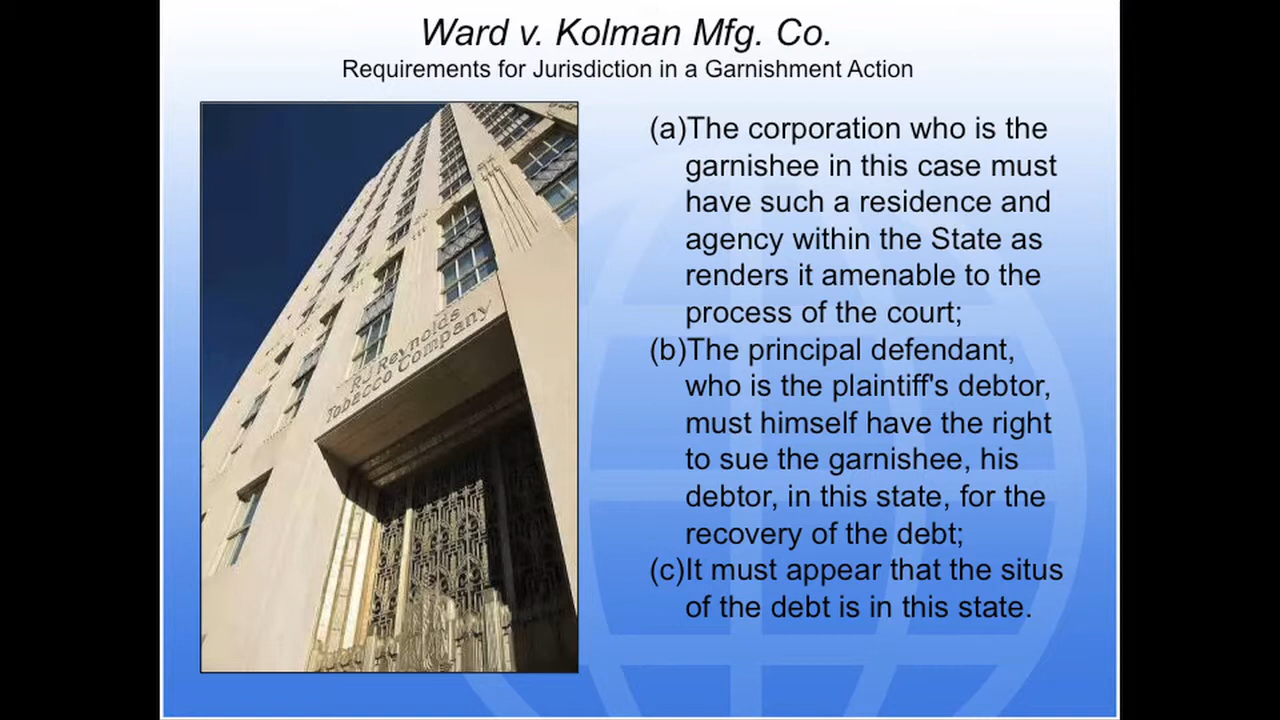 Ward v. Kolman Mfg. Co.
Requirements for Jurisdiction in a Garnishment Action
RJ Reynolds
Tobacco Company
(a)The corporation who is the
garnishee in this case must
have such a residence and
agency within the State as
renders it amenable to the
process of the court;
(b)The principal defendant,
who is the plaintiff's debtor,
must himself have the right
to sue the garnishee, his
debtor, in this state, for the
recovery of the debt;
(c)It must appear that the situs
of the debt is in this state.